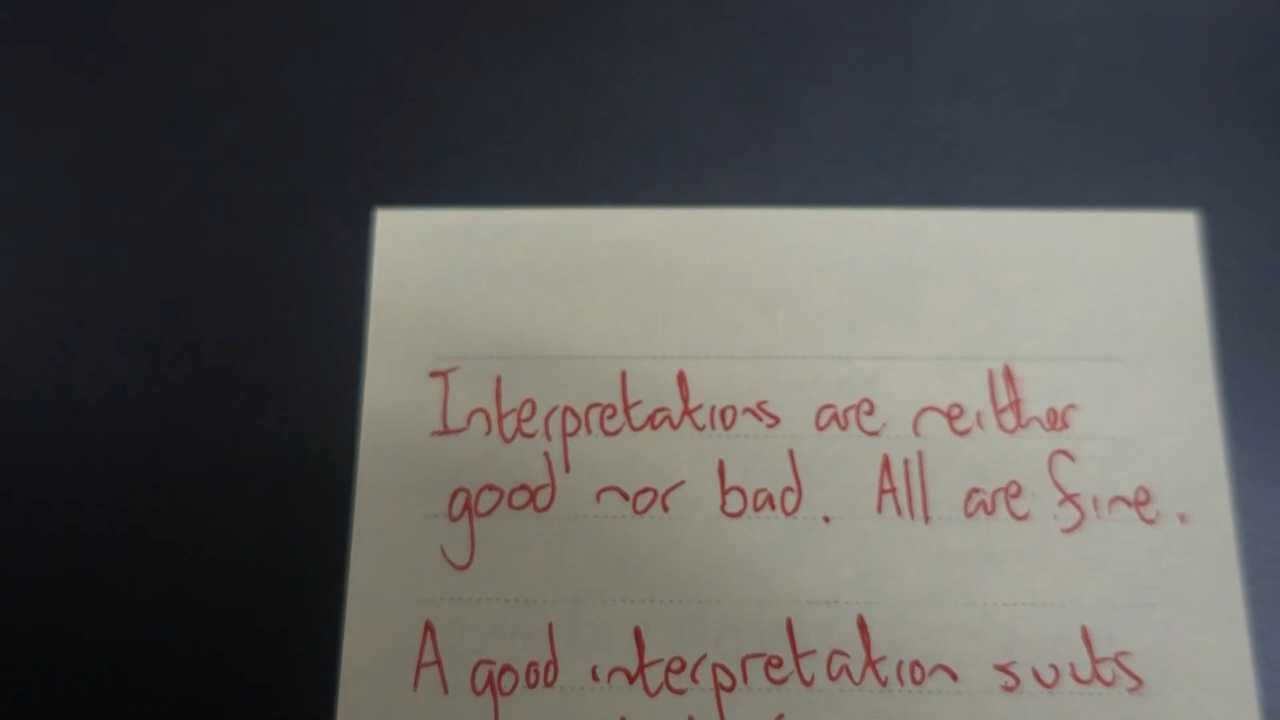 Interpretations are neither
good nor bad. All are fine.
A good interpretation suits